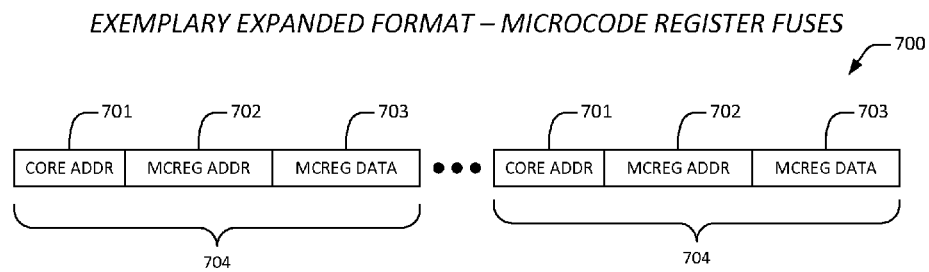 EXEMPLARY EXPANDED FORMAT – MICROCODE REGISTER FUSES
700
701 702 703 701 702 703
CORE ADDR MCREG ADDR MCREG DATA CORE ADDR MCREG ADDR MCREG DATA
704 704